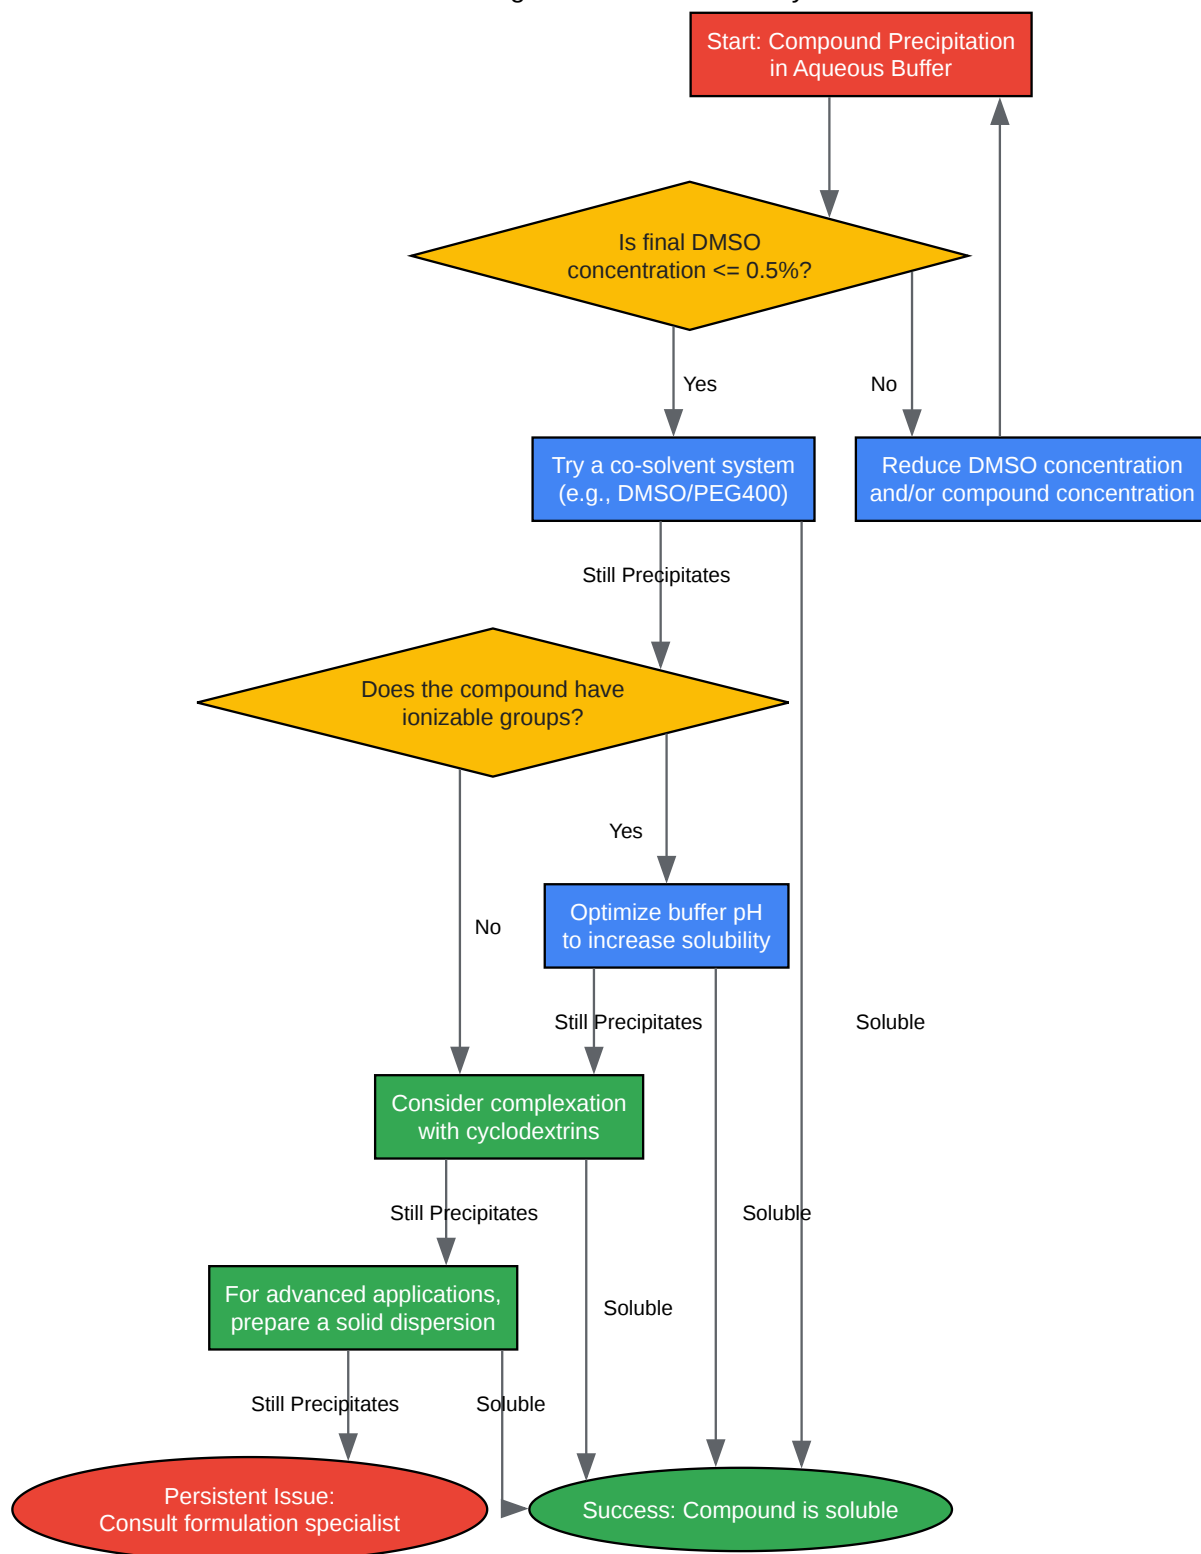 Start: Compound Precipitation
in Aqueous Buffer
Is final DMSO
concentration <= 0.5%?
Yes
No
Try a co-solvent system
(e.g., DMSO/PEG400)
Reduce DMSO concentration
and/or compound concentration
Still Precipitates
Does the compound have
ionizable groups?
Yes
No
Optimize buffer pH
to increase solubility
Still Precipitates
Soluble
Consider complexation
with cyclodextrins
Still Precipitates
Soluble
For advanced applications,
prepare a solid dispersion
Soluble
Still Precipitates
Soluble
Persistent Issue:
Consult formulation specialist
Success: Compound is soluble